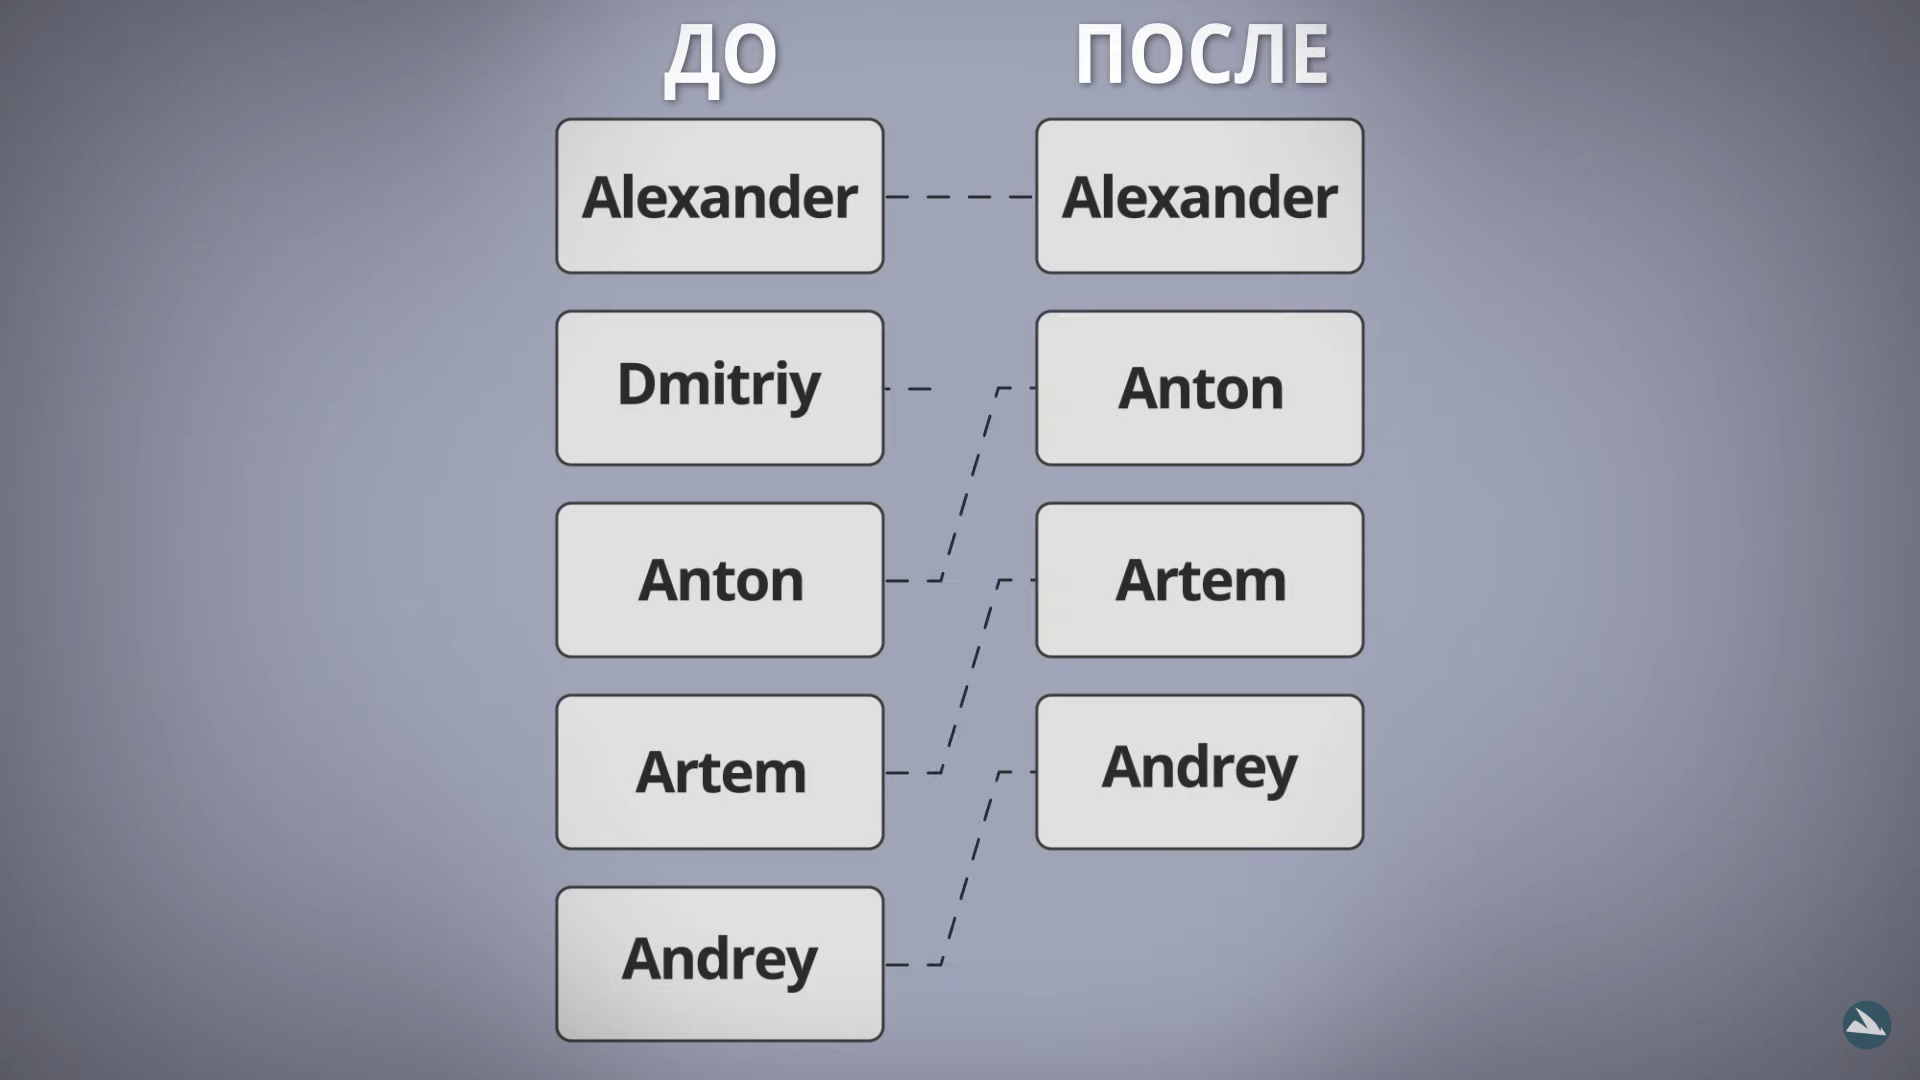 ДО
ПОСЛЕ
Alexander
Alexander
Dmitriy
Anton
Anton
Artem
Artem
Andrey
Andrey